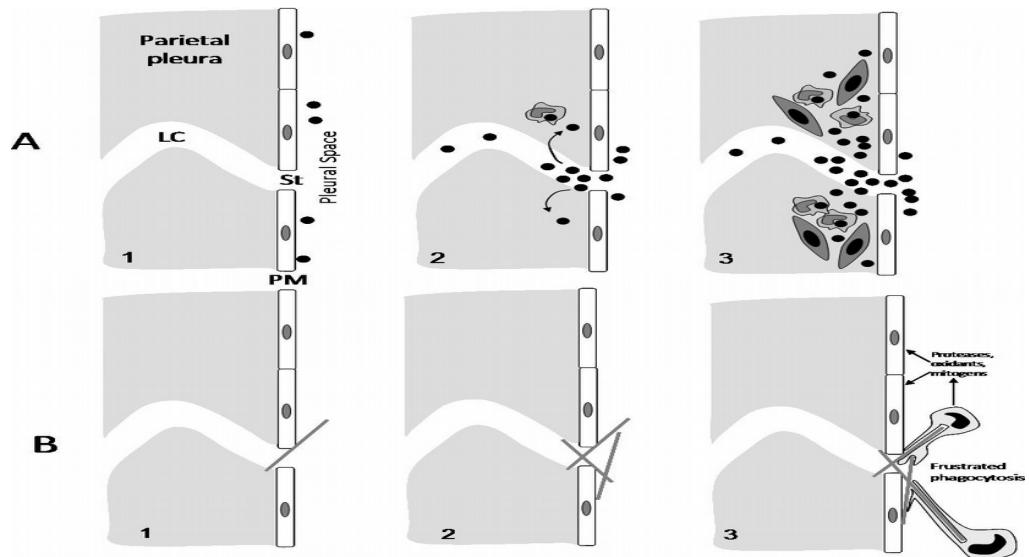 Parietal
pleura
A
LC
St
Pleural Space
1
2
3
PM
Proteases,
oxidants,
mitogens
B
Frustrated
phagocytosis
1
2
3